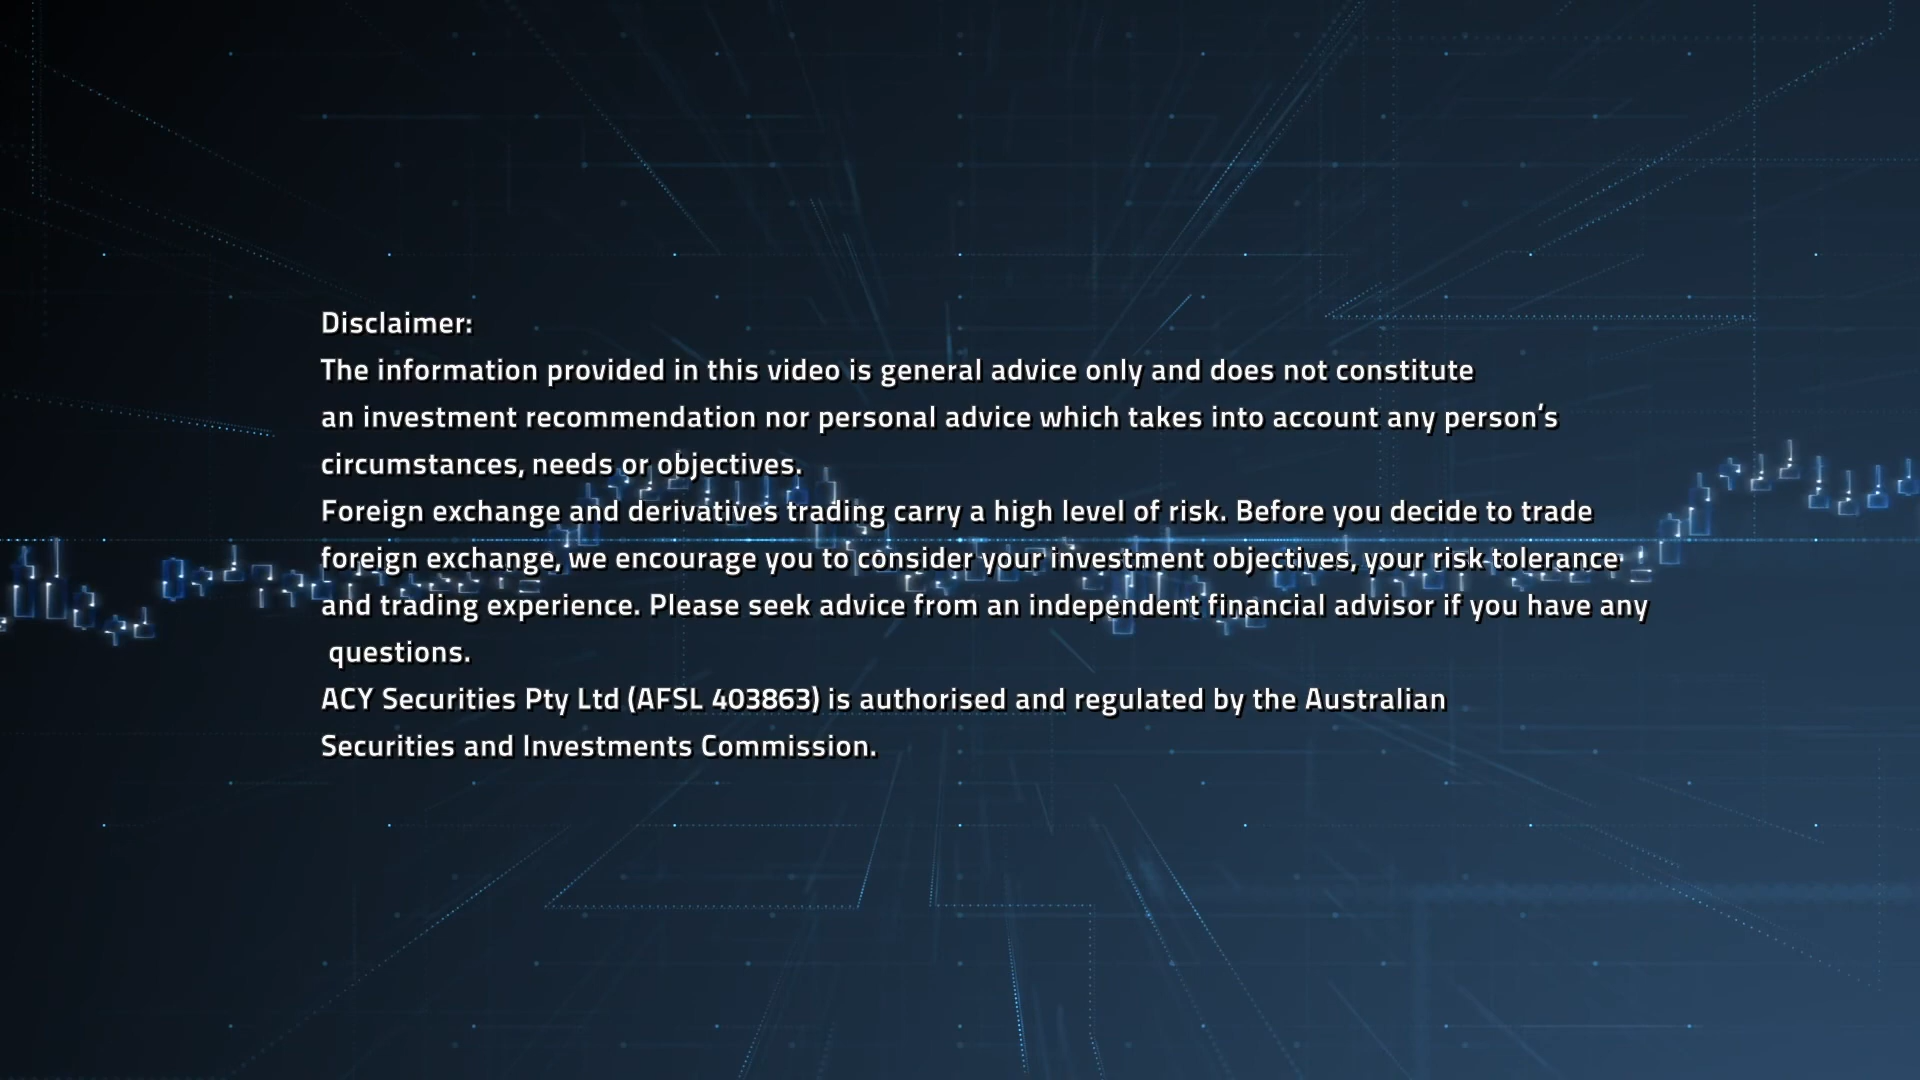 Disclaimer:
The information provided in this video is general advice only and does not constitute
an investment recommendation nor personal advice which takes into account any person's
circumstances, needs or objectives.
Foreign exchange and derivatives trading carry a high level of risk. Before you decide to trade
foreign exchange, we encourage you to consider your investment objectives, your risk tolerance
and trading experience. Please seek advice from an independent financial advisor if you have any
questions.
ACY Securities Pty Ltd (AFSL 403863) is authorised and regulated by the Australian
Securities and Investments Commission.